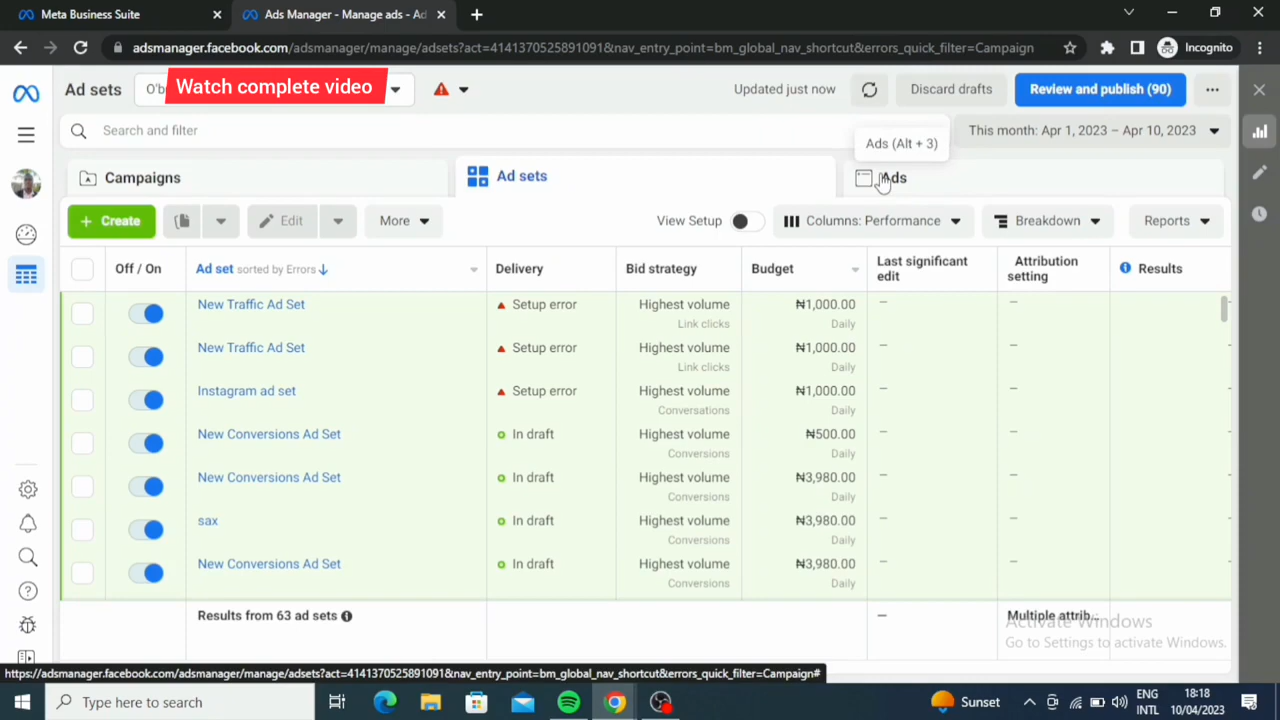 Meta Business Suite
Ads Manager - Manage ads - Ad
adsmanager.facebook.com/adsmanager/manage/adsets?act=4141370525891091&nav_entry_point=bm_global_nav_shortcut&errors_quick_filter=Campaign
Incognito
Ad sets
O'b
Watch complete video
Updated just now
Discard drafts
Review and publish (90)
Search and filter
Ads (Alt + 3)
This month: Apr 1, 2023 – Apr 10, 2023
Campaigns
Ad sets
Ads
+ Create
Edit
More
View Setup
Columns: Performance
Breakdown
Reports
Off / On
Ad set sorted by Errors ↓
Delivery
Bid strategy
Budget
Last significant
edit
Attribution
setting
Results
New Traffic Ad Set
Setup error
Highest volume
₦1,000.00
–
–
Link clicks
Daily
New Traffic Ad Set
Setup error
Highest volume
₦1,000.00
–
–
Link clicks
Daily
Instagram ad set
Setup error
Highest volume
₦1,000.00
–
–
Conversations
Daily
New Conversions Ad Set
In draft
Highest volume
₦500.00
–
–
Conversions
Daily
New Conversions Ad Set
In draft
Highest volume
₦3,980.00
–
–
Conversions
Daily
sax
In draft
Highest volume
₦3,980.00
–
–
Conversions
Daily
New Conversions Ad Set
In draft
Highest volume
₦3,980.00
–
–
Conversions
Daily
Results from 63 ad sets
–
Multiple attrib...
Activate Windows
Go to Settings to activate Windows.
https://adsmanager.facebook.com/adsmanager/manage/adsets?act=4141370525891091&nav_entry_point=bm_global_nav_shortcut&errors_quick_filter=Campaign#
Type here to search
Sunset
ENG
INTL
18:18
10/04/2023